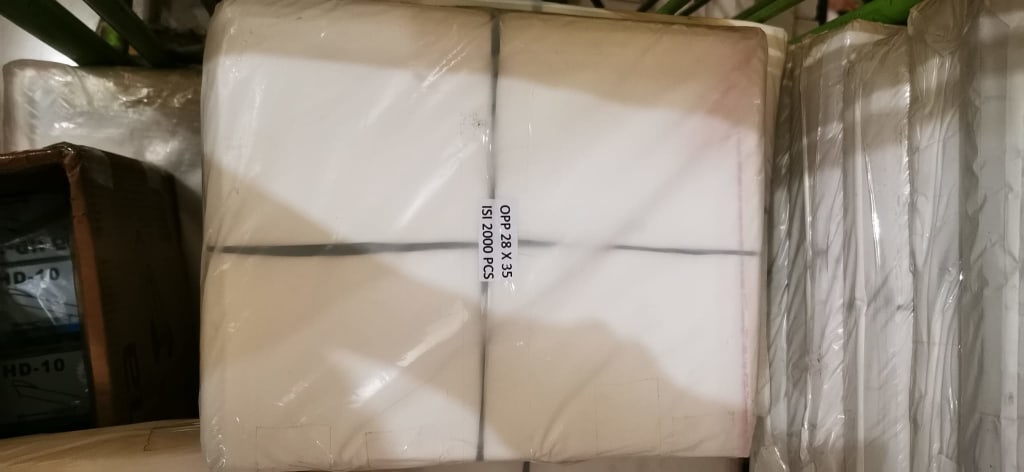 OPP 28 X 35
ISI 2000 PCS
HD-10
HD-10